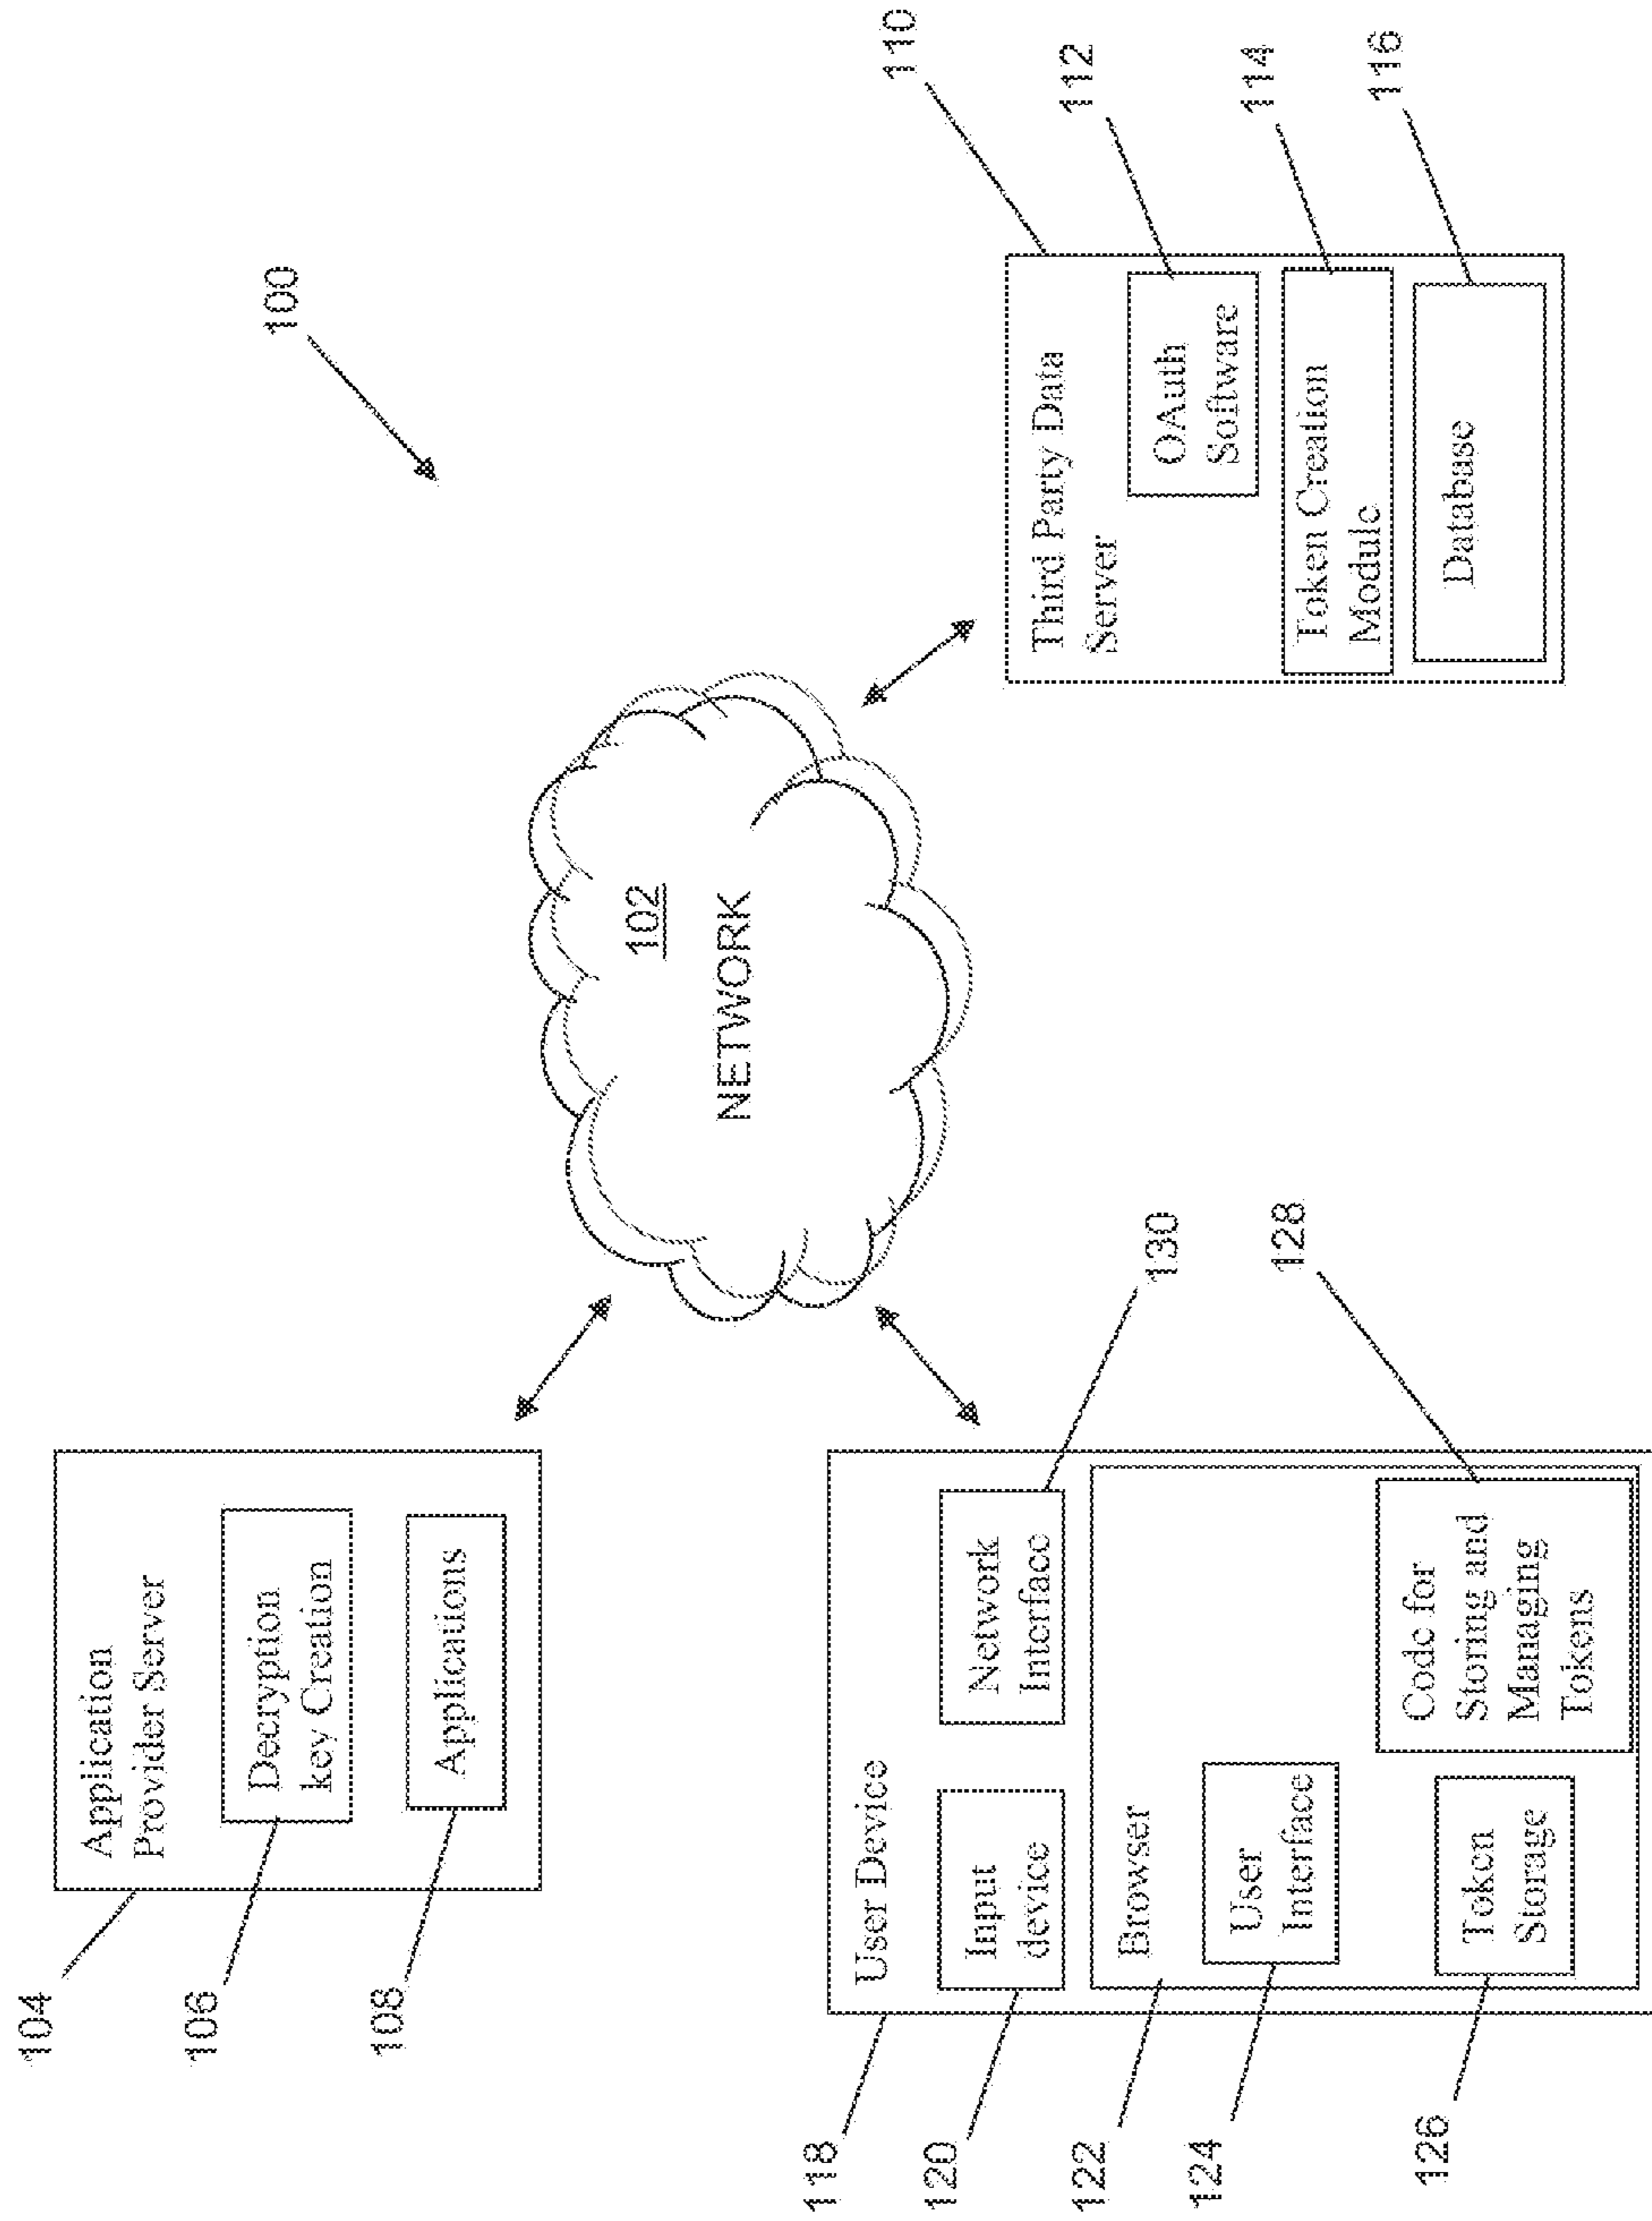 100
104
Application
Provider Server
106
Decryption
key Creation
108
Applications
102
NETWORK
110
Third Party Data
Server
112
OAuth
Software
114
Token Creation
Module
116
Database
118
User Device
120
Input
device
130
Network
Interface
122
Browser
124
User
Interface
126
Token
Storage
128
Code for
Storing and
Managing
Tokens